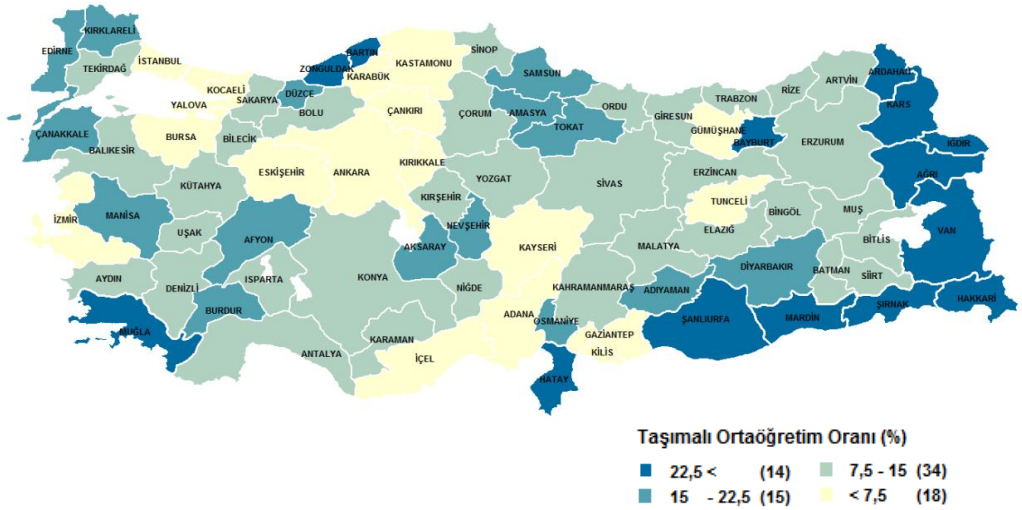 KIRKLARELİ
EDİRNE
TEKİRDAĞ
İSTANBUL
KOCAELİ
YALOVA
SAKARYA
DÜZCE
BOLU
ZONGULDAK
BARTIN
KARABÜK
KASTAMONU
SİNOP
SAMSUN
ÇANKIRI
ÇORUM
AMASYA
TOKAT
ORDU
GİRESUN
TRABZON
RİZE
ARTVİN
ARDAHAN
KARS
GÜMÜŞHANE
BAYBURT
ERZURUM
IĞDIR
AĞRI
ÇANAKKALE
BALIKESİR
BURSA
BİLECİK
ESKİŞEHİR
ANKARA
KIRIKKALE
KÜTAHYA
YOZGAT
KIRŞEHİR
SİVAS
ERZİNCAN
TUNCELİ
BİNGÖL
MUŞ
BİTLİS
VAN
İZMİR
MANİSA
UŞAK
AFYON
AKSARAY
NEVŞEHİR
KAYSERİ
MALATYA
ELAZIĞ
DİYARBAKIR
BATMAN
SİİRT
AYDIN
DENİZLİ
ISPARTA
KONYA
NİĞDE
KAHRAMANMARAŞ
ADIYAMAN
BURDUR
MUĞLA
ANTALYA
KARAMAN
İÇEL
ADANA
OSMANİYE
GAZİANTEP
KİLİS
HATAY
ŞANLIURFA
MARDİN
ŞIRNAK
HAKKARİ
Taşımalı Ortaöğretim Oranı (%)
22,5 < (14) 7,5 - 15 (34)
15 - 22,5 (15) < 7,5 (18)